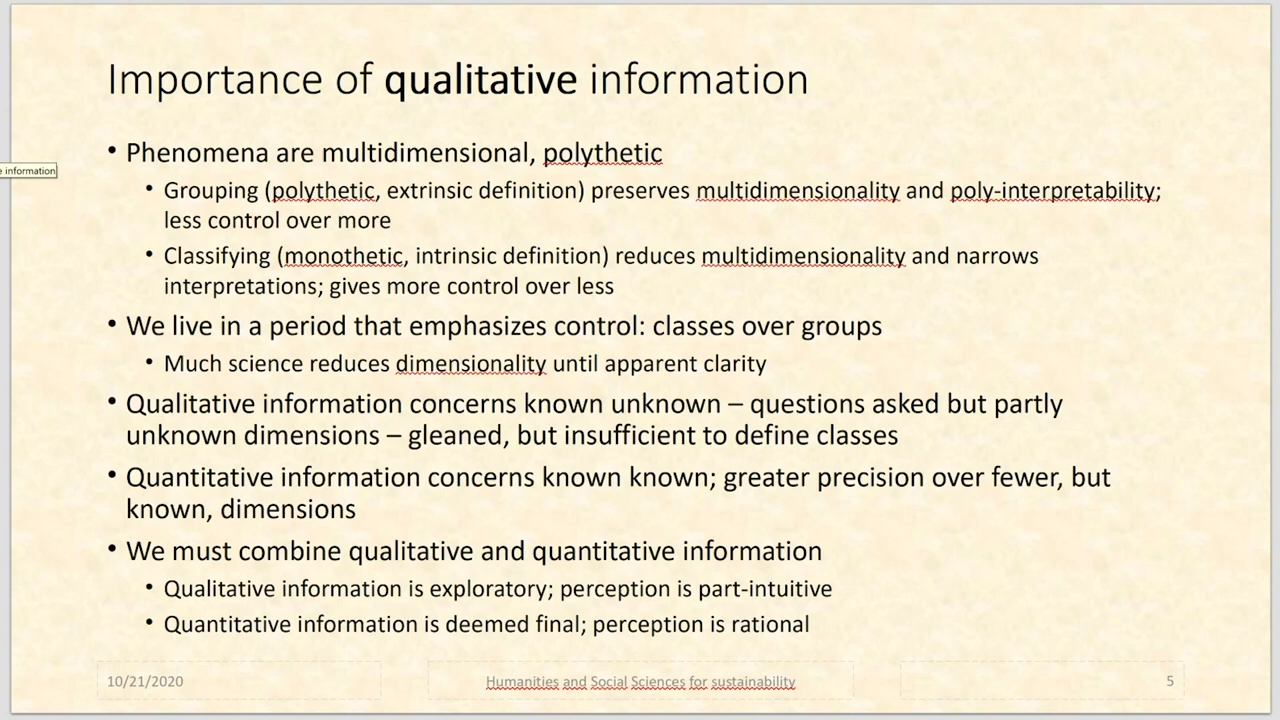 Importance of qualitative information
• Phenomena are multidimensional, polythetic
e information
• Grouping (polythetic, extrinsic definition) preserves multidimensionality and poly-interpretability;
less control over more
• Classifying (monothetic, intrinsic definition) reduces multidimensionality and narrows
interpretations; gives more control over less
• We live in a period that emphasizes control: classes over groups
• Much science reduces dimensionality until apparent clarity
• Qualitative information concerns known unknown – questions asked but partly
unknown dimensions – gleaned, but insufficient to define classes
• Quantitative information concerns known known; greater precision over fewer, but
known, dimensions
• We must combine qualitative and quantitative information
• Qualitative information is exploratory; perception is part-intuitive
• Quantitative information is deemed final; perception is rational
10/21/2020
Humanities and Social Sciences for sustainability
5